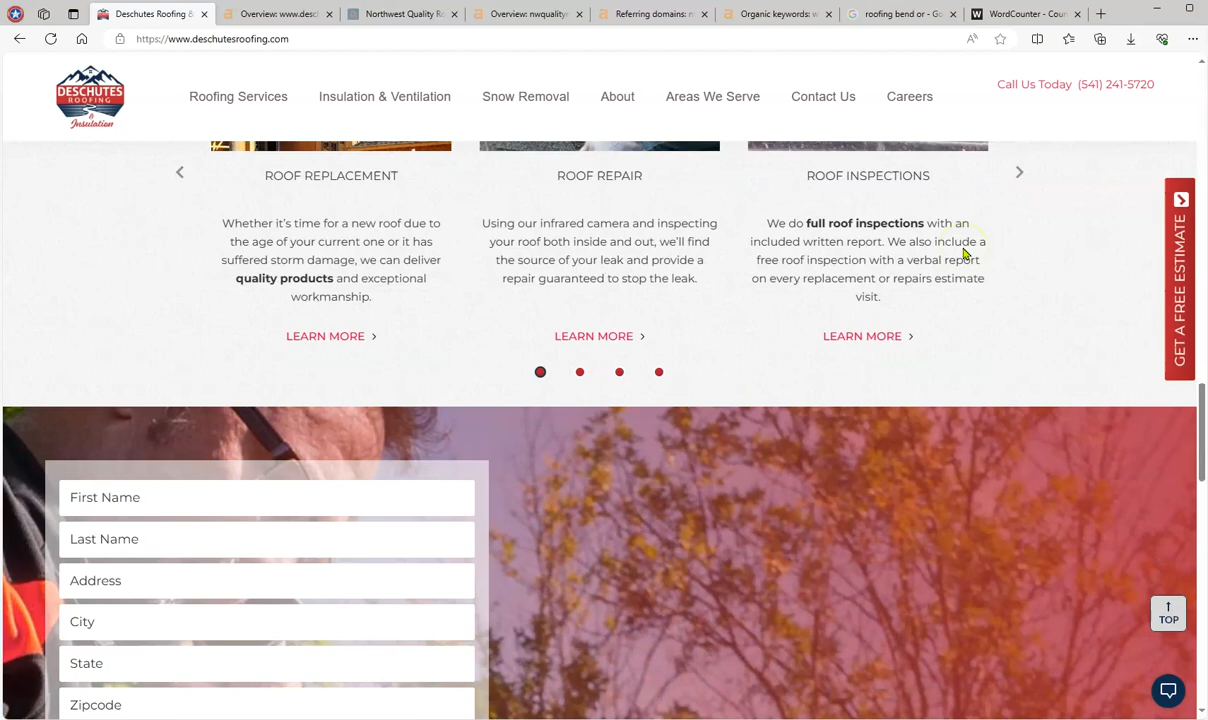 Deschutes Roofing &
Overview: www.desc
Northwest Quality R
Overview: nwquality
Referring domains: n
Organic keywords: w
roofing bend or - Go
WordCounter - Coun
https://www.deschutesroofing.com
DESCHUTES
ROOFING
&
Insulation
Roofing Services
Insulation & Ventilation
Snow Removal
About
Areas We Serve
Contact Us
Careers
Call Us Today (541) 241-5720
ROOF REPLACEMENT
Whether it's time for a new roof due to
the age of your current one or it has
suffered storm damage, we can deliver
quality products and exceptional
workmanship.
LEARN MORE
ROOF REPAIR
Using our infrared camera and inspecting
your roof both inside and out, we'll find
the source of your leak and provide a
repair guaranteed to stop the leak.
LEARN MORE
ROOF INSPECTIONS
We do full roof inspections with an
included written report. We also include a
free roof inspection with a verbal report
on every replacement or repairs estimate
visit.
LEARN MORE
GET A FREE ESTIMATE
First Name
Last Name
Address
City
State
Zipcode
TOP